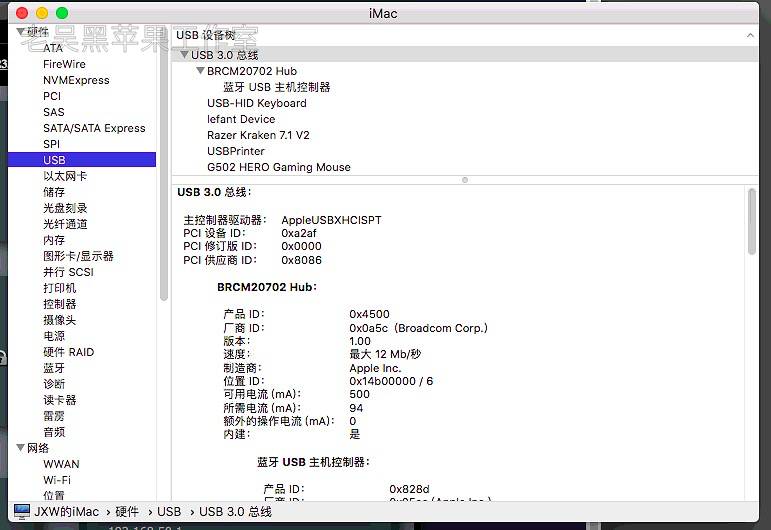 iMac
老吴黑苹果工作室
硬件
ATA
FireWire
NVMExpress
PCI
SAS
SATA/SATA Express
SPI
USB
以太网卡
储存
光盘刻录
光纤通道
内存
图形卡/显示器
并行 SCSI
打印机
控制器
摄像头
电源
硬件 RAID
蓝牙
诊断
读卡器
雷雳
音频
网络
WWAN
Wi-Fi
位置
USB 设备树
USB 3.0 总线
BRCM20702 Hub
蓝牙 USB 主机控制器
USB-HID Keyboard
lefant Device
Razer Kraken 7.1 V2
USBPrinter
G502 HERO Gaming Mouse
USB 3.0 总线：
主控制器驱动器： AppleUSBXHCISPT
PCI 设备 ID： 0xa2af
PCI 修订版 ID： 0x0000
PCI 供应商 ID： 0x8086
BRCM20702 Hub：
产品 ID： 0x4500
厂商 ID： 0x0a5c（Broadcom Corp.）
版本： 1.00
速度： 最大 12 Mb/秒
制造商： Apple Inc.
位置 ID： 0x14b00000 / 6
可用电流 (mA)： 500
所需电流 (mA)： 94
额外的操作电流 (mA)： 0
内建： 是
蓝牙 USB 主机控制器：
产品 ID： 0x828d
JXW的iMac › 硬件 › USB › USB 3.0 总线